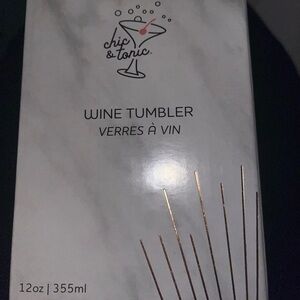 chic
& tonic.
WINE TUMBLER
VERRES À VIN
12oz | 355ml